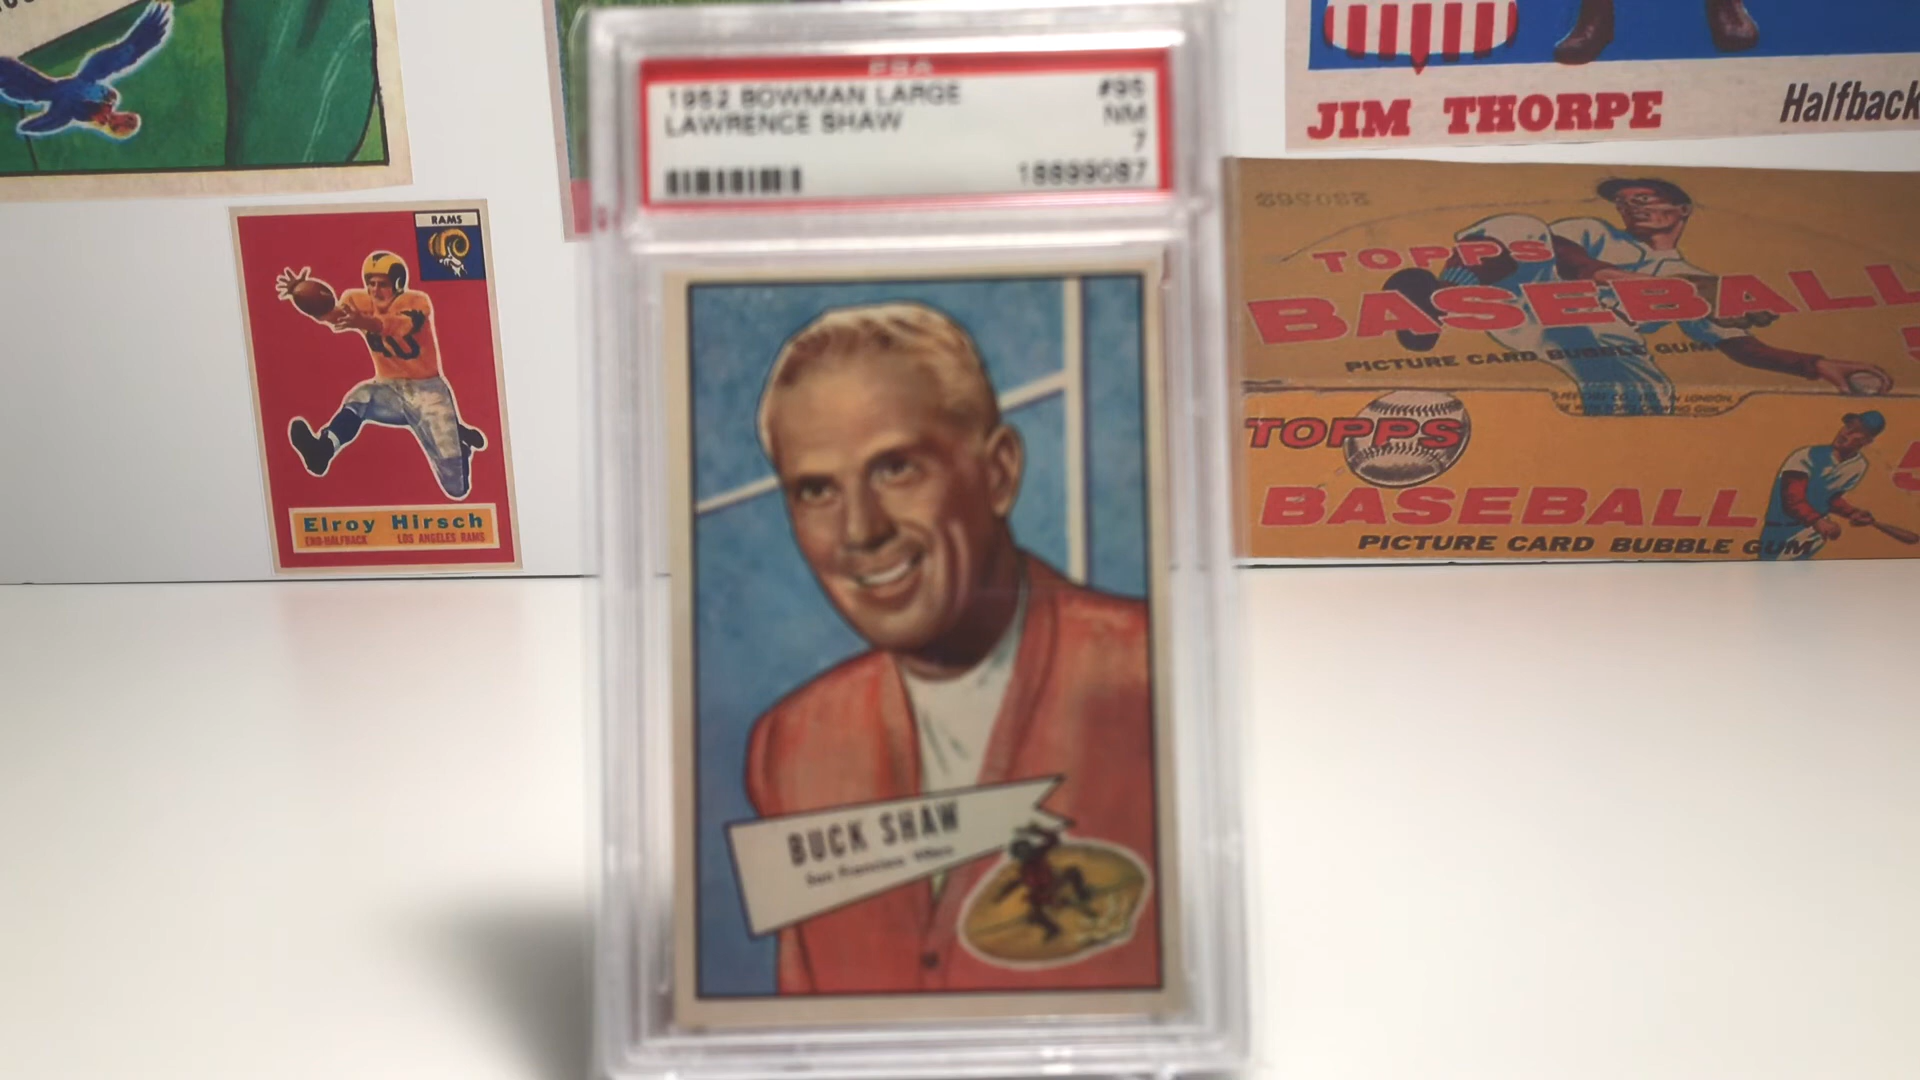 PSA
1952 BOWMAN LARGE #95
LAWRENCE SHAW NM
7
18899087
BUCK SHAW
San Francisco 49ers
RAMS
40
Elroy Hirsch
END-HALFBACK LOS ANGELES RAMS
JIM THORPE Halfback
TOPPS
BASEBALL
PICTURE CARD BUBBLE GUM
TOPPS
BASEBALL
PICTURE CARD BUBBLE GUM